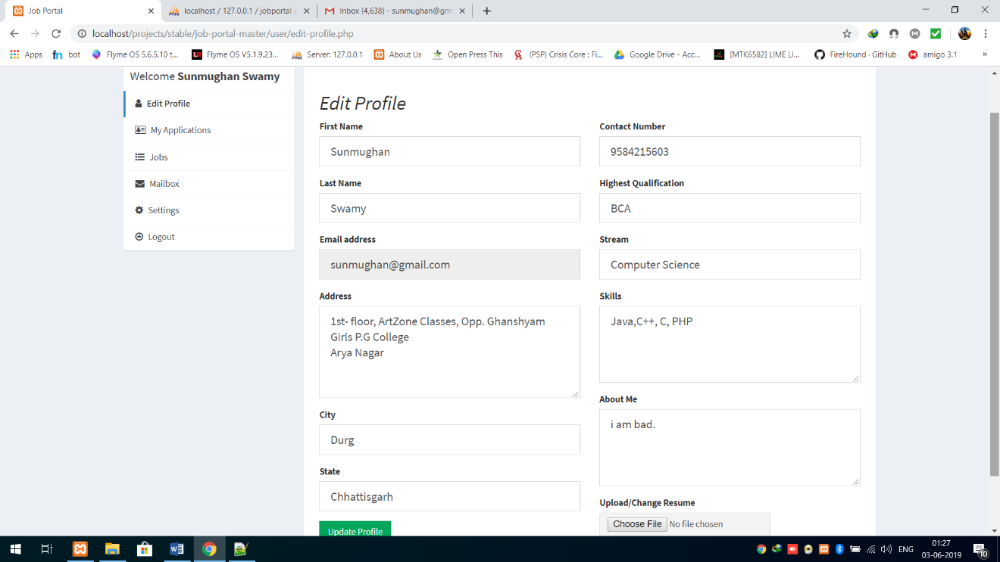 Job Portal
localhost / 127.0.0.1 / jobportal /
Inbox (4,638) - sunmughan@gm
localhost/projects/stable/job-portal-master/user/edit-profile.php
Apps
bot
Flyme OS 5.6.5.10 t...
Flyme OS V5.1.9.23...
Server: 127.0.0.1
About Us
Open Press This
(PSP) Crisis Core : Fi...
Google Drive - Acc...
[MTK6582] LIME LI...
FireHound · GitHub
amigo 3.1
»
Welcome Sunmughan Swamy
Edit Profile
My Applications
Jobs
Mailbox
Settings
Logout
Edit Profile
First Name
Sunmughan
Last Name
Swamy
Email address
sunmughan@gmail.com
Address
1st- floor, ArtZone Classes, Opp. Ghanshyam
Girls P.G College
Arya Nagar
City
Durg
State
Chhattisgarh
Update Profile
Contact Number
9584215603
Highest Qualification
BCA
Stream
Computer Science
Skills
Java,C++, C, PHP
About Me
i am bad.
Upload/Change Resume
Choose File No file chosen
ENG
01:27
03-06-2019
10